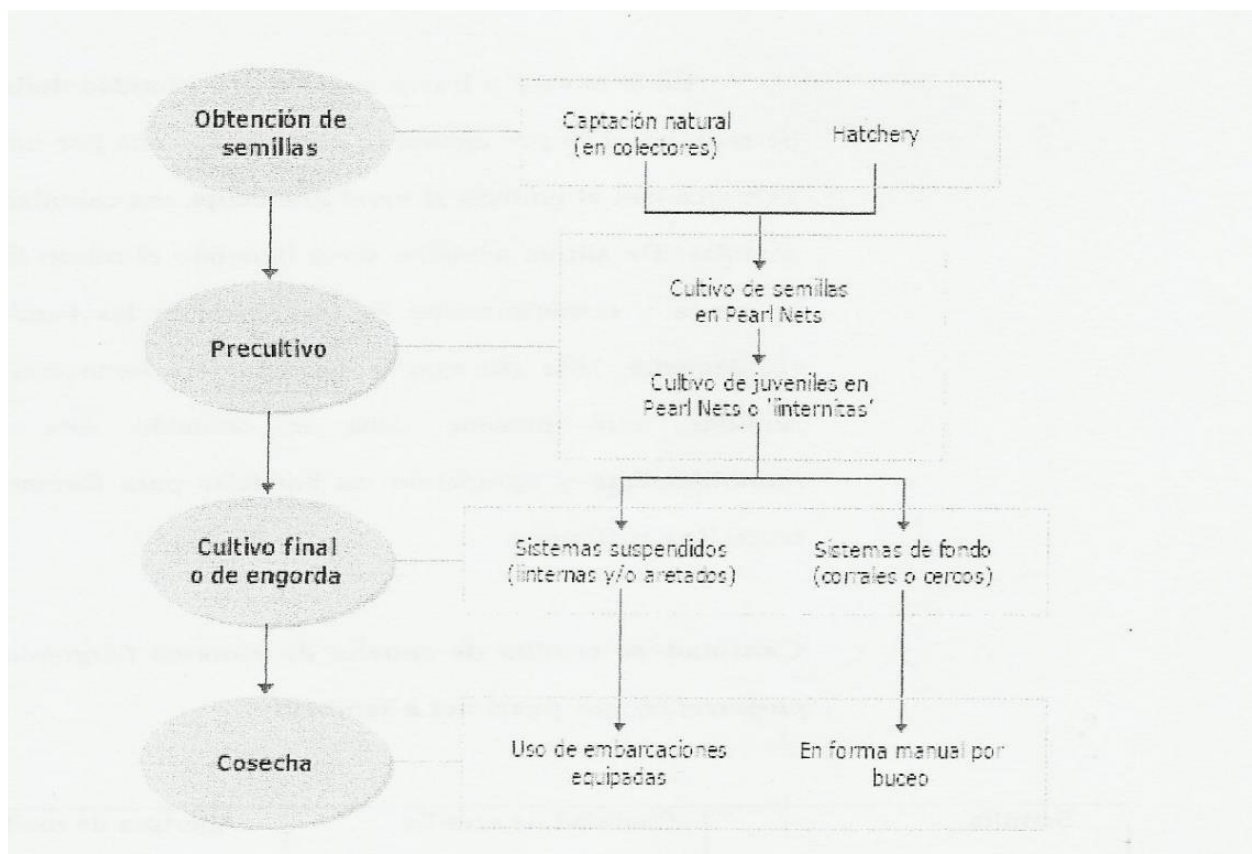 Obtención de
semillas
Captación natural
(en colectores)
Hatchery
Precultivo
Cultivo de semillas
en Pearl Nets
Cultivo de juveniles en
Pearl Nets o 'linternitas'
Cultivo final
o de engorda
Sistemas suspendidos
(linternas y/o aretados)
Sistemas de fondo
(corrales o cercos)
Cosecha
Uso de embarcaciones
equipadas
En forma manual por
buceo